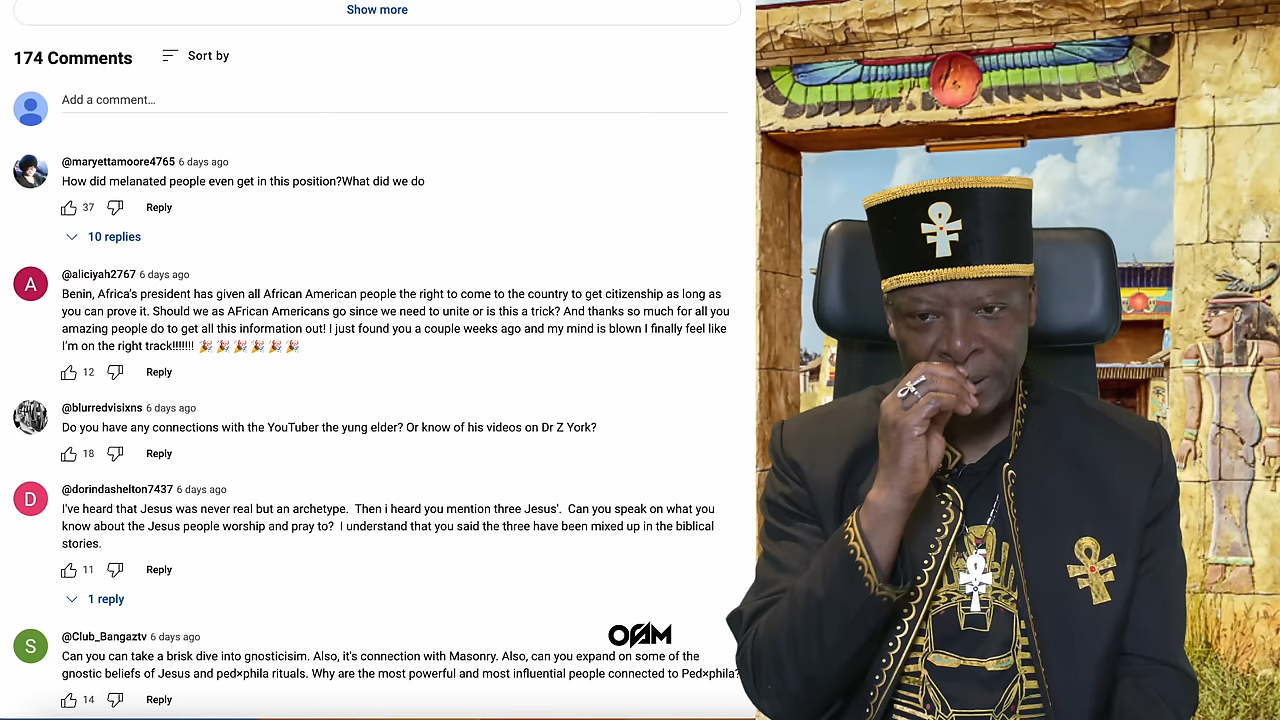 Show more
174 Comments
Sort by
Add a comment...
@maryettamoore4765 6 days ago
How did melanated people even get in this position?What did we do
37
Reply
10 replies
A
@aliciyah2767 6 days ago
Benin, Africa's president has given all African American people the right to come to the country to get citizenship as long as
you can prove it. Should we as AFrican Americans go since we need to uniteor is this a trick? And thanks so much for all you
amazing people do to get all this information out! I just found you a couple weeks ago and my mind is blown I finally feel like
I'm on the right track!!!!!!! 🎉 🎉 🎉 🎉 🎉 🎉
12
Reply
@blurredvisixns 6 days ago
Do you have any connections with the YouTuber the yung elder? Or know of his videos on Dr Z York?
18
Reply
D
@dorindashelton7437 6 days ago
I've heard that Jesus was never real but an archetype. Then i heard you mention three Jesus'. Can you speak on what you
know about the Jesus people worship and pray to? I understand that you said the three have been mixed up in the biblical
stories.
11
Reply
1 reply
S
@Club_Bangaztv 6 days ago
OFAM
Can you can take a brisk dive into gnosticisim. Also, it's connection with Masonry. Also, can you expand on some of the
gnostic beliefs of Jesus and ped×phila rituals. Why are the most powerful and most influential people connected to Ped×phila?
14
Reply